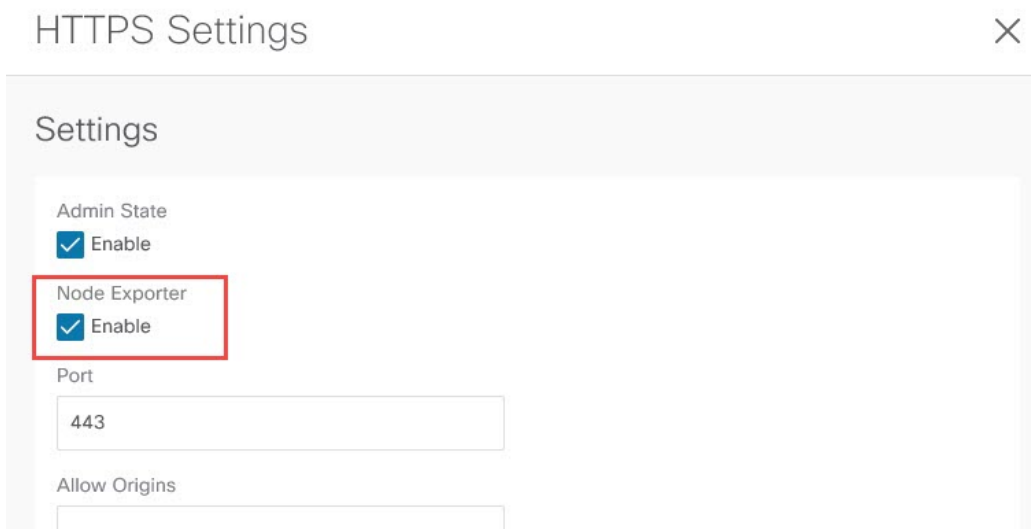 HTTPS Settings
Settings
Admin State
Enable
Node Exporter
Enable
Port
443
Allow Origins